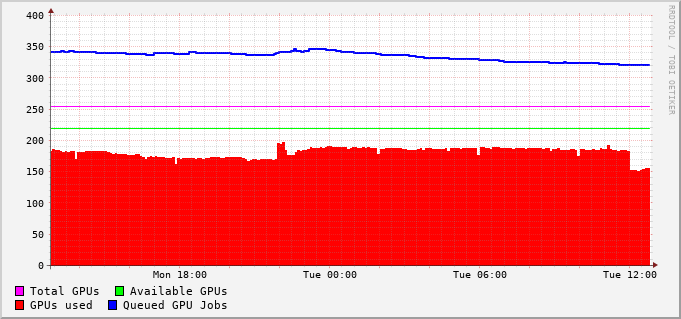 400
350
300
250
200
150
100
50
0
Mon 18:00 Tue 00:00 Tue 06:00 Tue 12:00
Total GPUs Available GPUs
GPUs used Queued GPU Jobs
RRDTOOL / TOBI OETIKER